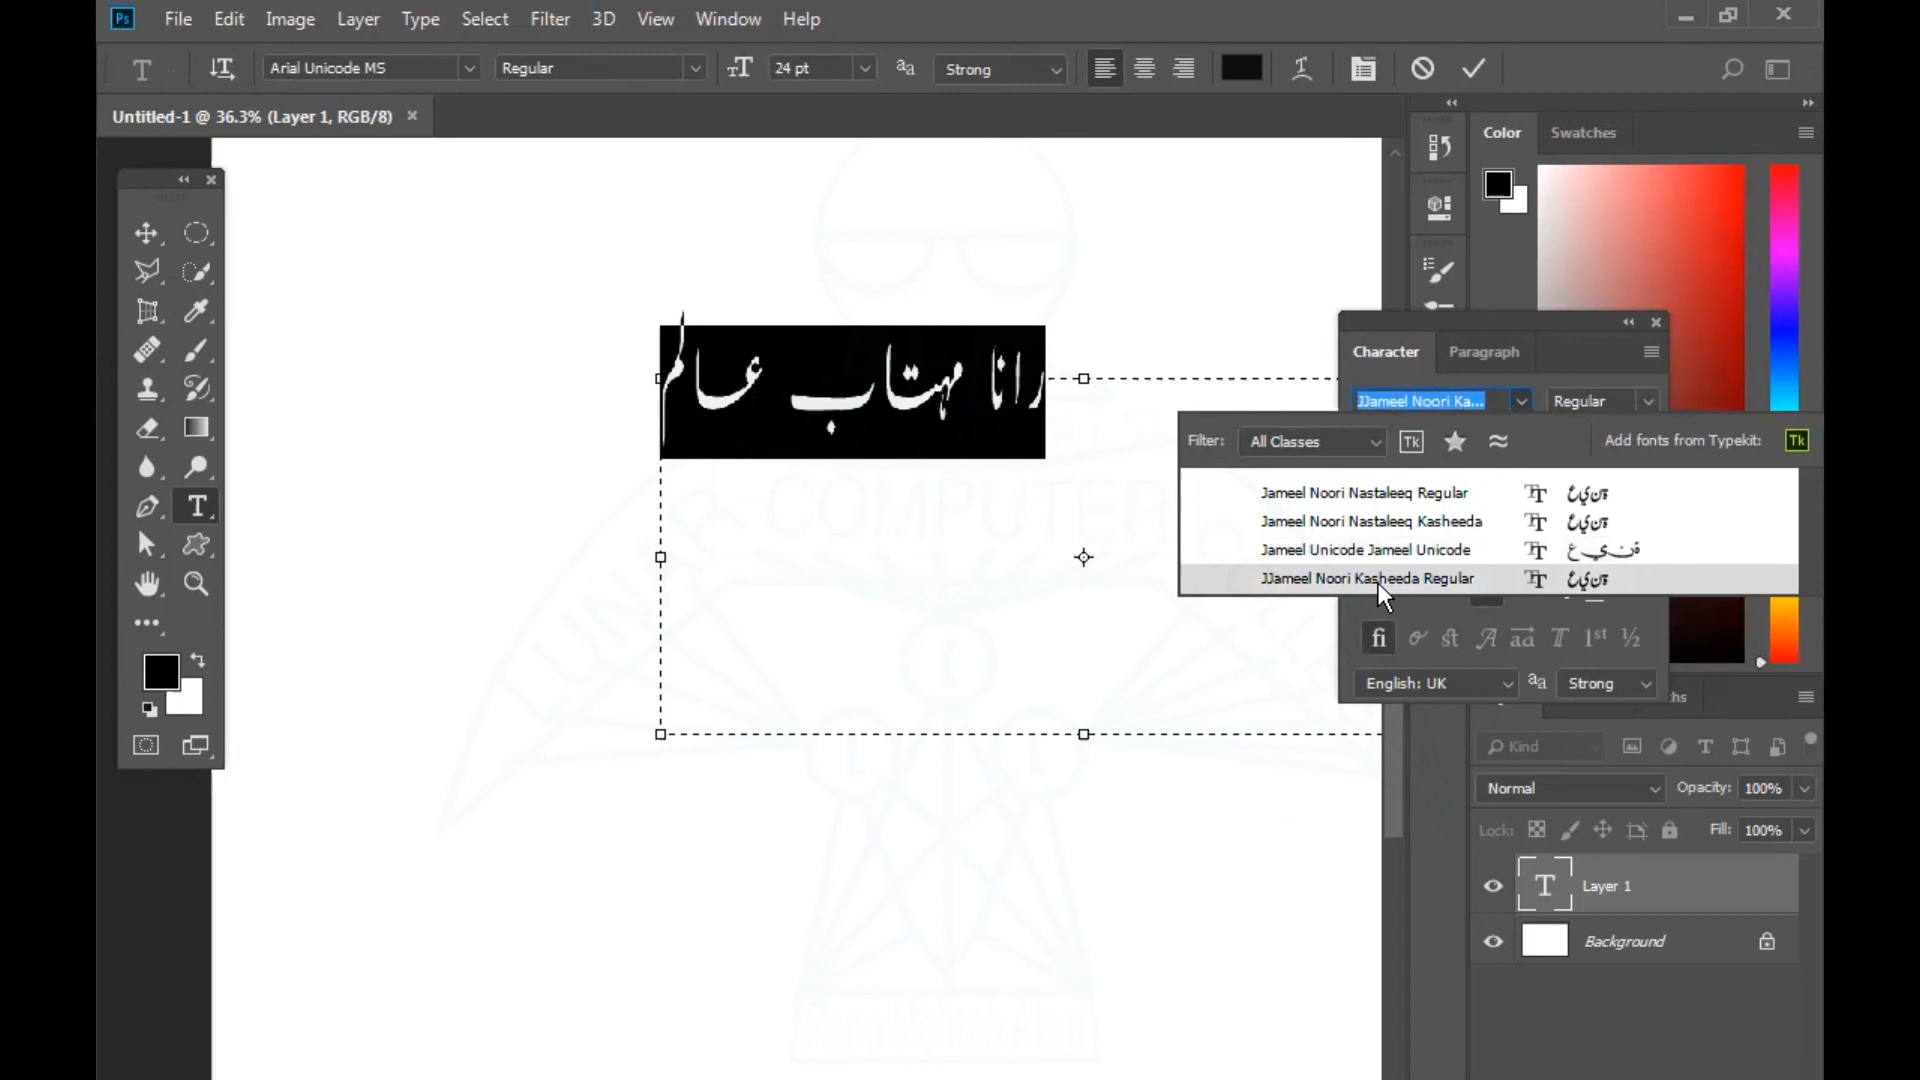 Ps File Edit Image Layer Type Select Filter 3D View Window Help
Arial Unicode MS Regular 24 pt Strong
Untitled-1 @ 36.3% (Layer 1, RGB/8)
Color Swatches
رانا مہتاب عالم
Character Paragraph
JJameel Noori Ka... Regular
Filter: All Classes Tk Add fonts from Typekit: Tk
Jameel Noori Nastaleeq Regular
Jameel Noori Nastaleeq Kasheeda
Jameel Unicode Jameel Unicode
JJameel Noori Kasheeda Regular
English: UK Strong
Kind
Normal Opacity: 100%
Lock: Fill: 100%
Layer 1
Background
LUNAR COMPUTER
Rana Mehtab Alam